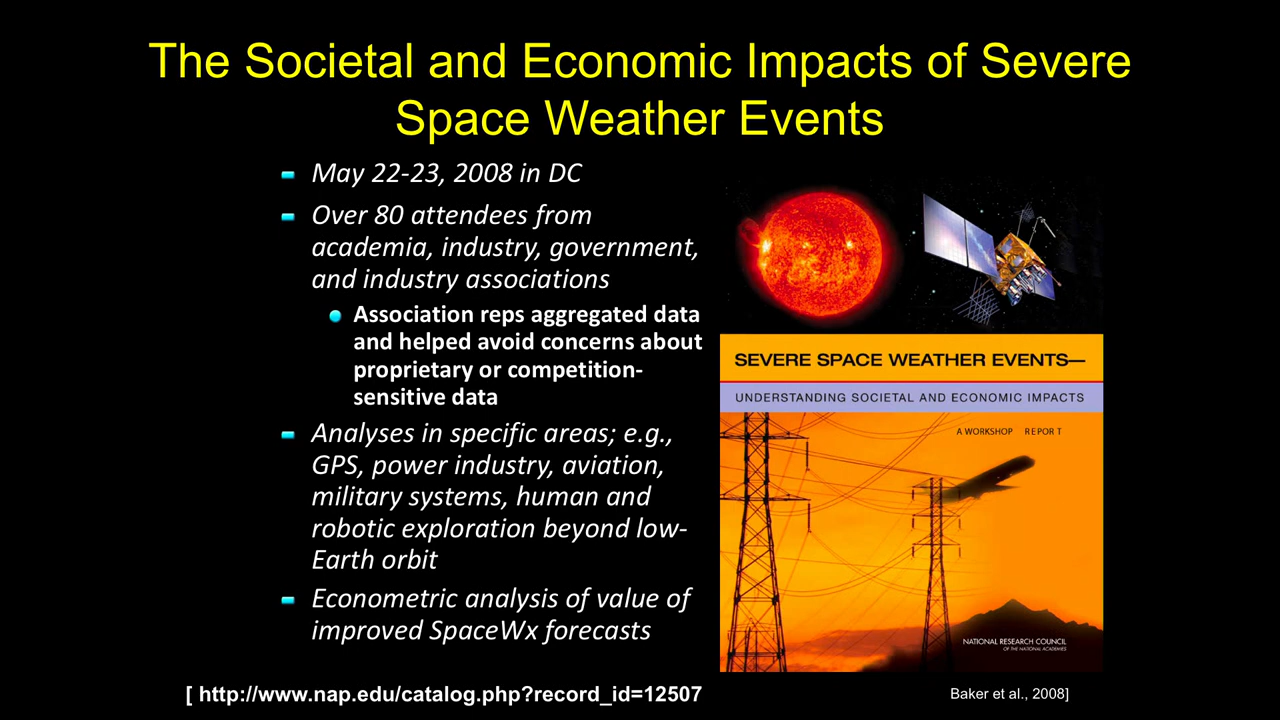 The Societal and Economic Impacts of Severe
Space Weather Events
May 22-23, 2008 in DC
Over 80 attendees from
academia, industry, government,
and industry associations
Association reps aggregated data
and helped avoid concerns about
proprietary or competition-
sensitive data
Analyses in specific areas; e.g.,
GPS, power industry, aviation,
military systems, human and
robotic exploration beyond low-
Earth orbit
Econometric analysis of value of
improved SpaceWx forecasts
SEVERE SPACE WEATHER EVENTS—
UNDERSTANDING SOCIETAL AND ECONOMIC IMPACTS
A WORKSHOP REPORT
NATIONAL RESEARCH COUNCIL
OF THE NATIONAL ACADEMIES
[ http://www.nap.edu/catalog.php?record_id=12507
Baker et al., 2008]